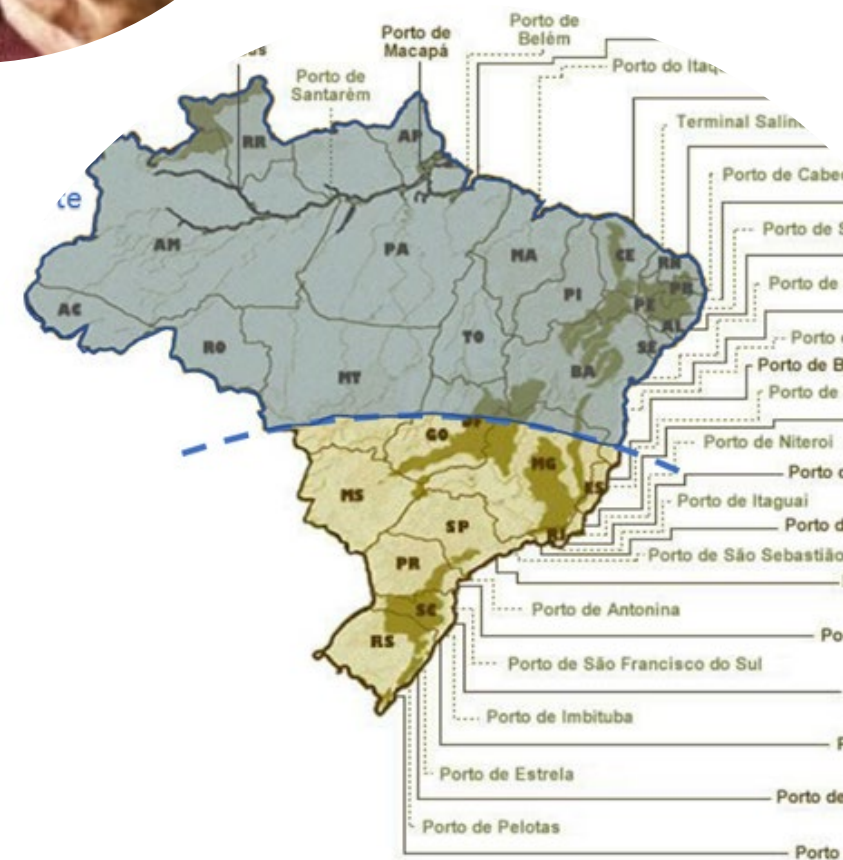 Porto de
Belém
Porto de
Macapá
Porto do
Porto de
Santarém
Terminal
Porto de
Porto de
Porto de
Porto
Porto de
Porto de
Porto de Niteroi
Porto
Porto de Itaguai
Porto
Porto de São Sebastião
Porto de Antonina
Porto de São Francisco do Sul
Porto de Imbituba
Porto de Estrela
Porto de
Porto de Pelotas
Porto
RR
AP
AM
PA
MA
CE
RN
PB
PI
PE
AC
AL
RO
TO
SE
MT
BA
GO
DF
MG
MS
ES
SP
RJ
PR
SC
RS